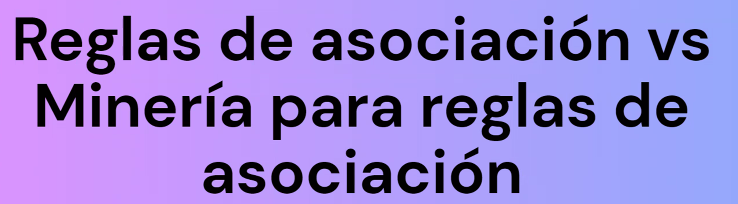 Reglas de asociación vs
Minería para reglas de
asociación